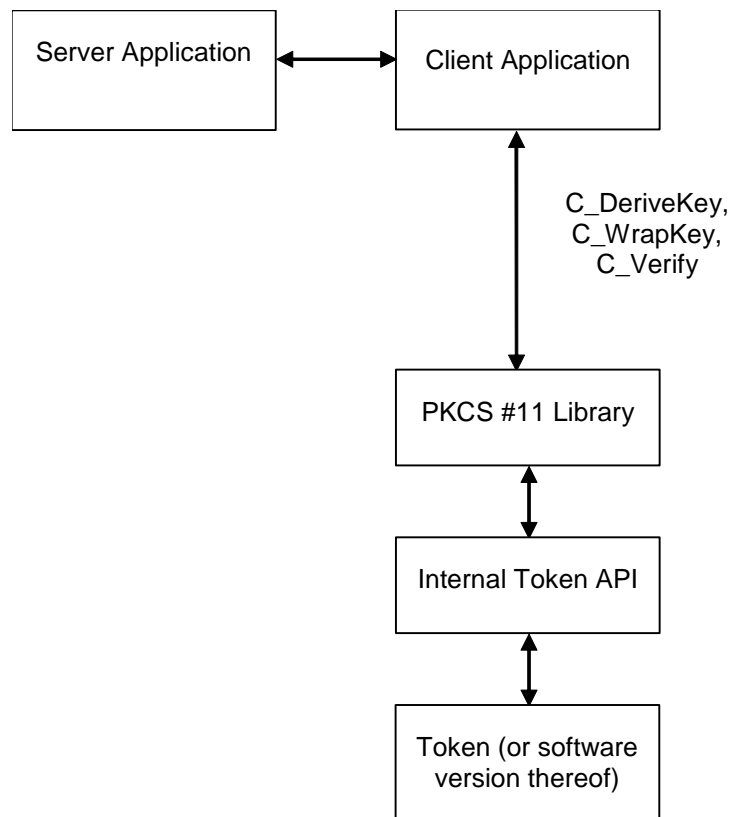 Server Application
Client Application
C_DeriveKey,
C_WrapKey,
C_Verify
PKCS #11 Library
Internal Token API
Token (or software
version thereof)